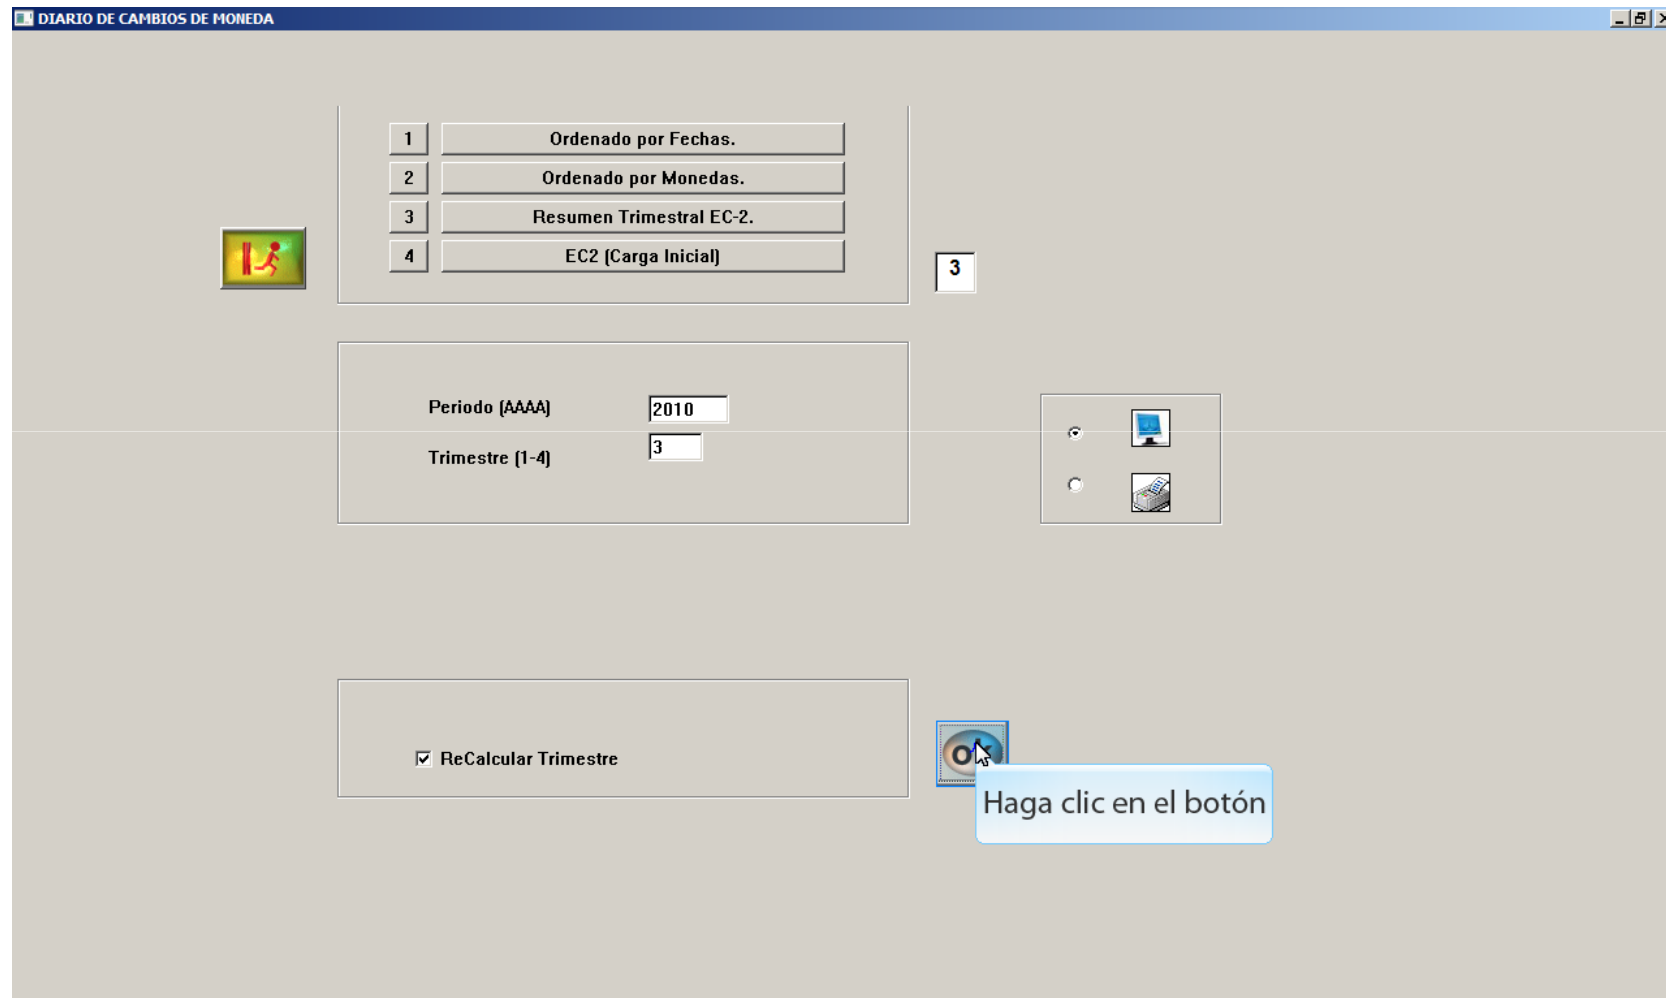 DIARIO DE CAMBIOS DE MONEDA
1 Ordenado por Fechas.
2 Ordenado por Monedas.
3 Resumen Trimestral EC-2.
4 EC2 (Carga Inicial)
3
Periodo (AAAA) 2010
Trimestre (1-4) 3
ReCalcular Trimestre
ok
Haga clic en el botón